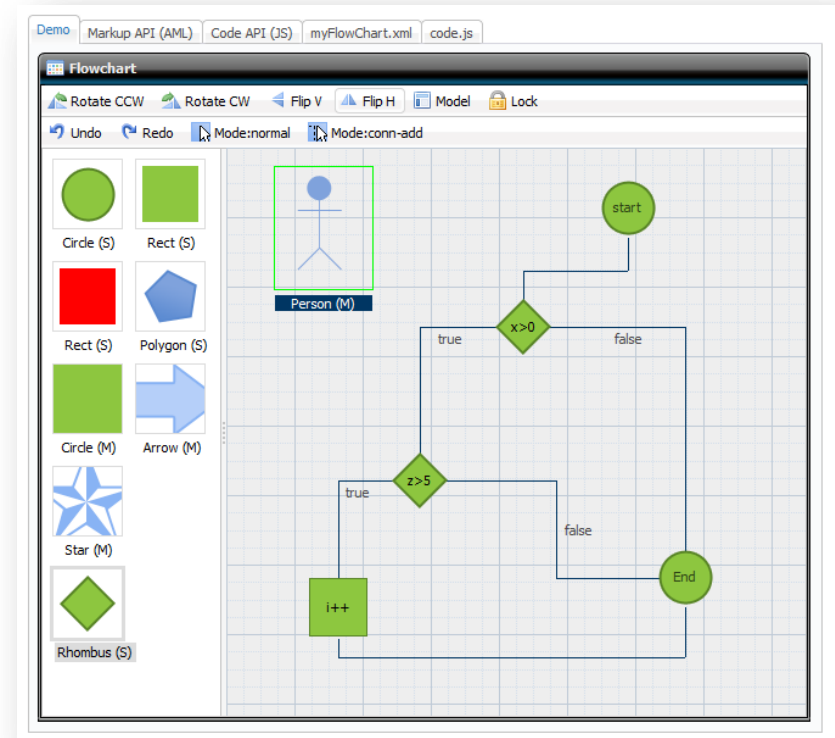 Demo Markup API (AML) Code API (JS) myFlowChart.xml code.js
Flowchart
Rotate CCW Rotate CW Flip V Flip H Model Lock
Undo Redo Mode:normal Mode:conn-add
Circle (S) Rect (S)
Rect (S) Polygon (S)
Circle (M) Arrow (M)
Star (M)
Rhombus (S)
Person (M)
start
x>0
true false
z>5
true
false
End
i++